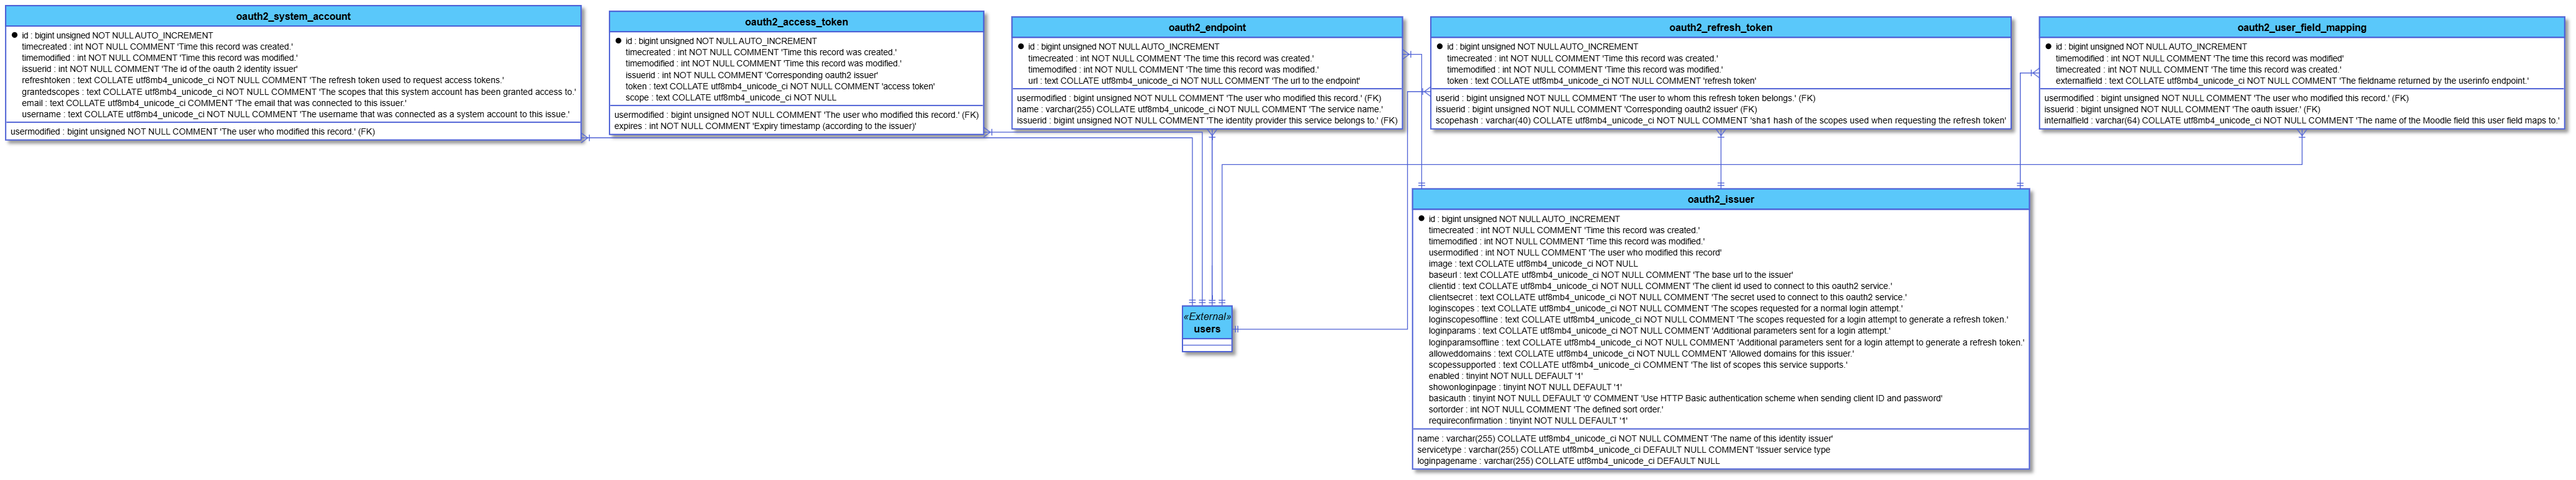 oauth2_system_account
id : bigint unsigned NOT NULL AUTO_INCREMENT
timecreated : int NOT NULL COMMENT 'Time this record was created.'
timemodified : int NOT NULL COMMENT 'Time this record was modified.'
issuerid : int NOT NULL COMMENT 'The id of the oauth 2 identity issuer'
refreshtoken : text COLLATE utf8mb4_unicode_ci NOT NULL COMMENT 'The refresh token used to request access tokens.'
grantedscopes : text COLLATE utf8mb4_unicode_ci NOT NULL COMMENT 'The scopes that this system account has been granted access to.'
email : text COLLATE utf8mb4_unicode_ci COMMENT 'The email that was connected to this issuer.'
username : text COLLATE utf8mb4_unicode_ci NOT NULL COMMENT 'The username that was connected as a system account to this issue.'
usermodified : bigint unsigned NOT NULL COMMENT 'The user who modified this record.' (FK)
oauth2_access_token
id : bigint unsigned NOT NULL AUTO_INCREMENT
timecreated : int NOT NULL COMMENT 'Time this record was created.'
timemodified : int NOT NULL COMMENT 'Time this record was modified.'
issuerid : int NOT NULL COMMENT 'Corresponding oauth2 issuer'
token : text COLLATE utf8mb4_unicode_ci NOT NULL COMMENT 'access token'
scope : text COLLATE utf8mb4_unicode_ci NOT NULL
usermodified : bigint unsigned NOT NULL COMMENT 'The user who modified this record.' (FK)
expires : int NOT NULL COMMENT 'Expiry timestamp (according to the issuer)'
oauth2_endpoint
id : bigint unsigned NOT NULL AUTO_INCREMENT
timecreated : int NOT NULL COMMENT 'The time this record was created.'
timemodified : int NOT NULL COMMENT 'The time this record was modified.'
url : text COLLATE utf8mb4_unicode_ci NOT NULL COMMENT 'The url to the endpoint'
usermodified : bigint unsigned NOT NULL COMMENT 'The user who modified this record.' (FK)
name : varchar(255) COLLATE utf8mb4_unicode_ci NOT NULL COMMENT 'The service name.'
issuerid : bigint unsigned NOT NULL COMMENT 'The identity provider this service belongs to.' (FK)
oauth2_refresh_token
id : bigint unsigned NOT NULL AUTO_INCREMENT
timecreated : int NOT NULL COMMENT 'Time this record was created.'
timemodified : int NOT NULL COMMENT 'Time this record was modified.'
token : text COLLATE utf8mb4_unicode_ci NOT NULL COMMENT 'refresh token'
userid : bigint unsigned NOT NULL COMMENT 'The user to whom this refresh token belongs.' (FK)
issuerid : bigint unsigned NOT NULL COMMENT 'Corresponding oauth2 issuer' (FK)
scopehash : varchar(40) COLLATE utf8mb4_unicode_ci NOT NULL COMMENT 'sha1 hash of the scopes used when requesting the refresh token'
oauth2_user_field_mapping
id : bigint unsigned NOT NULL AUTO_INCREMENT
timemodified : int NOT NULL COMMENT 'The time this record was modified'
timecreated : int NOT NULL COMMENT 'The time this record was created.'
externalfield : text COLLATE utf8mb4_unicode_ci NOT NULL COMMENT 'The fieldname returned by the userinfo endpoint.'
usermodified : bigint unsigned NOT NULL COMMENT 'The user who modified this record.' (FK)
issuerid : bigint unsigned NOT NULL COMMENT 'The oauth issuer.' (FK)
internalfield : varchar(64) COLLATE utf8mb4_unicode_ci NOT NULL COMMENT 'The name of the Moodle field this user field maps to.'
«External»
users
oauth2_issuer
id : bigint unsigned NOT NULL AUTO_INCREMENT
timecreated : int NOT NULL COMMENT 'Time this record was created.'
timemodified : int NOT NULL COMMENT 'Time this record was modified.'
usermodified : int NOT NULL COMMENT 'The user who modified this record'
image : text COLLATE utf8mb4_unicode_ci NOT NULL
baseurl : text COLLATE utf8mb4_unicode_ci NOT NULL COMMENT 'The base url to the issuer'
clientid : text COLLATE utf8mb4_unicode_ci NOT NULL COMMENT 'The client id used to connect to this oauth2 service.'
clientsecret : text COLLATE utf8mb4_unicode_ci NOT NULL COMMENT 'The secret used to connect to this oauth2 service.'
loginscopes : text COLLATE utf8mb4_unicode_ci NOT NULL COMMENT 'The scopes requested for a normal login attempt.'
loginscopesoffline : text COLLATE utf8mb4_unicode_ci NOT NULL COMMENT 'The scopes requested for a login attempt to generate a refresh token.'
loginparams : text COLLATE utf8mb4_unicode_ci NOT NULL COMMENT 'Additional parameters sent for a login attempt.'
loginparamsoffline : text COLLATE utf8mb4_unicode_ci NOT NULL COMMENT 'Additional parameters sent for a login attempt to generate a refresh token.'
alloweddomains : text COLLATE utf8mb4_unicode_ci NOT NULL COMMENT 'Allowed domains for this issuer.'
scopessupported : text COLLATE utf8mb4_unicode_ci COMMENT 'The list of scopes this service supports.'
enabled : tinyint NOT NULL DEFAULT '1'
showonloginpage : tinyint NOT NULL DEFAULT '1'
basicauth : tinyint NOT NULL DEFAULT '0' COMMENT 'Use HTTP Basic authentication scheme when sending client ID and password'
sortorder : int NOT NULL COMMENT 'The defined sort order.'
requireconfirmation : tinyint NOT NULL DEFAULT '1'
name : varchar(255) COLLATE utf8mb4_unicode_ci NOT NULL COMMENT 'The name of this identity issuer'
servicetype : varchar(255) COLLATE utf8mb4_unicode_ci DEFAULT NULL COMMENT 'Issuer service type
loginpagename : varchar(255) COLLATE utf8mb4_unicode_ci DEFAULT NULL